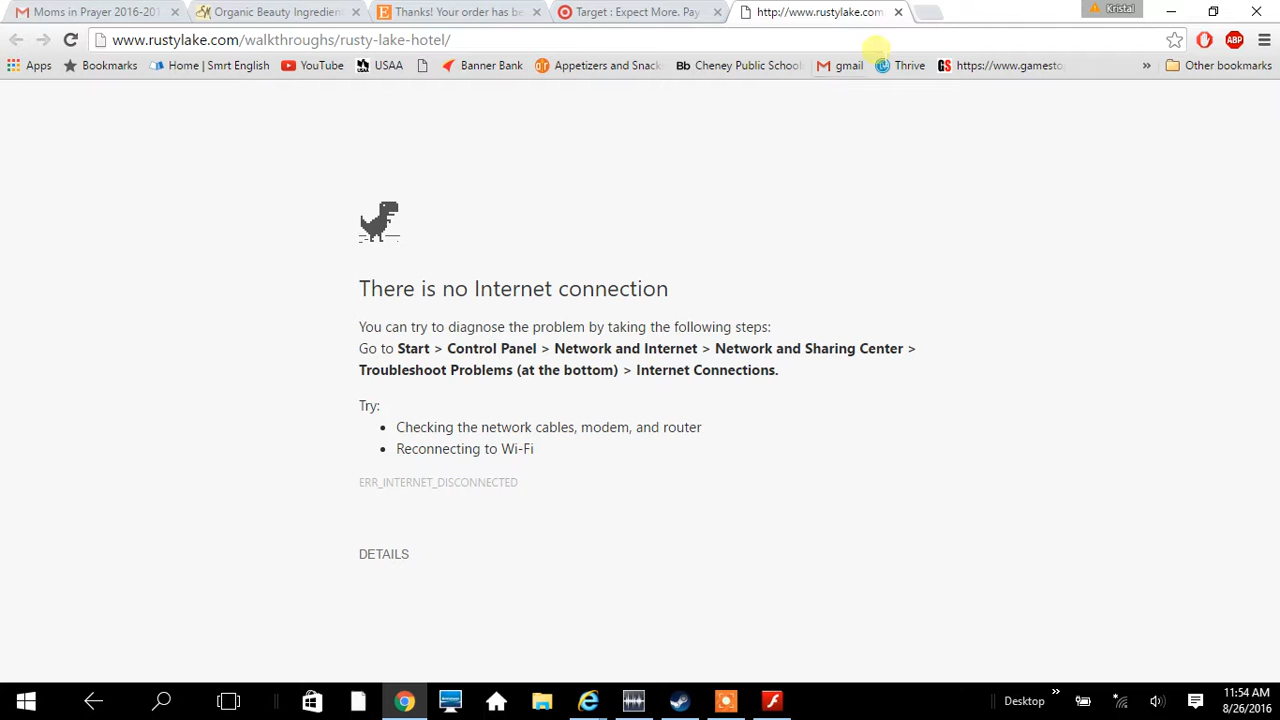 Moms in Prayer 2016-201
Organic Beauty Ingredien
Thanks! Your order has be
Target : Expect More. Pay
http://www.rustylake.com
Kristal
www.rustylake.com/walkthroughs/rusty-lake-hotel/
ABP
Apps
Bookmarks
Home | Smrt English
YouTube
USAA
Banner Bank
Appetizers and Snack
Bb Cheney Public School
gmail
Thrive
GS https://www.gamesto
»
Other bookmarks
There is no Internet connection
You can try to diagnose the problem by taking the following steps:
Go to Start > Control Panel > Network and Internet > Network and Sharing Center >
Troubleshoot Problems (at the bottom) > Internet Connections.
Try:
• Checking the network cables, modem, and router
• Reconnecting to Wi-Fi
ERR_INTERNET_DISCONNECTED
DETAILS
Desktop
»
11:54 AM
8/26/2016